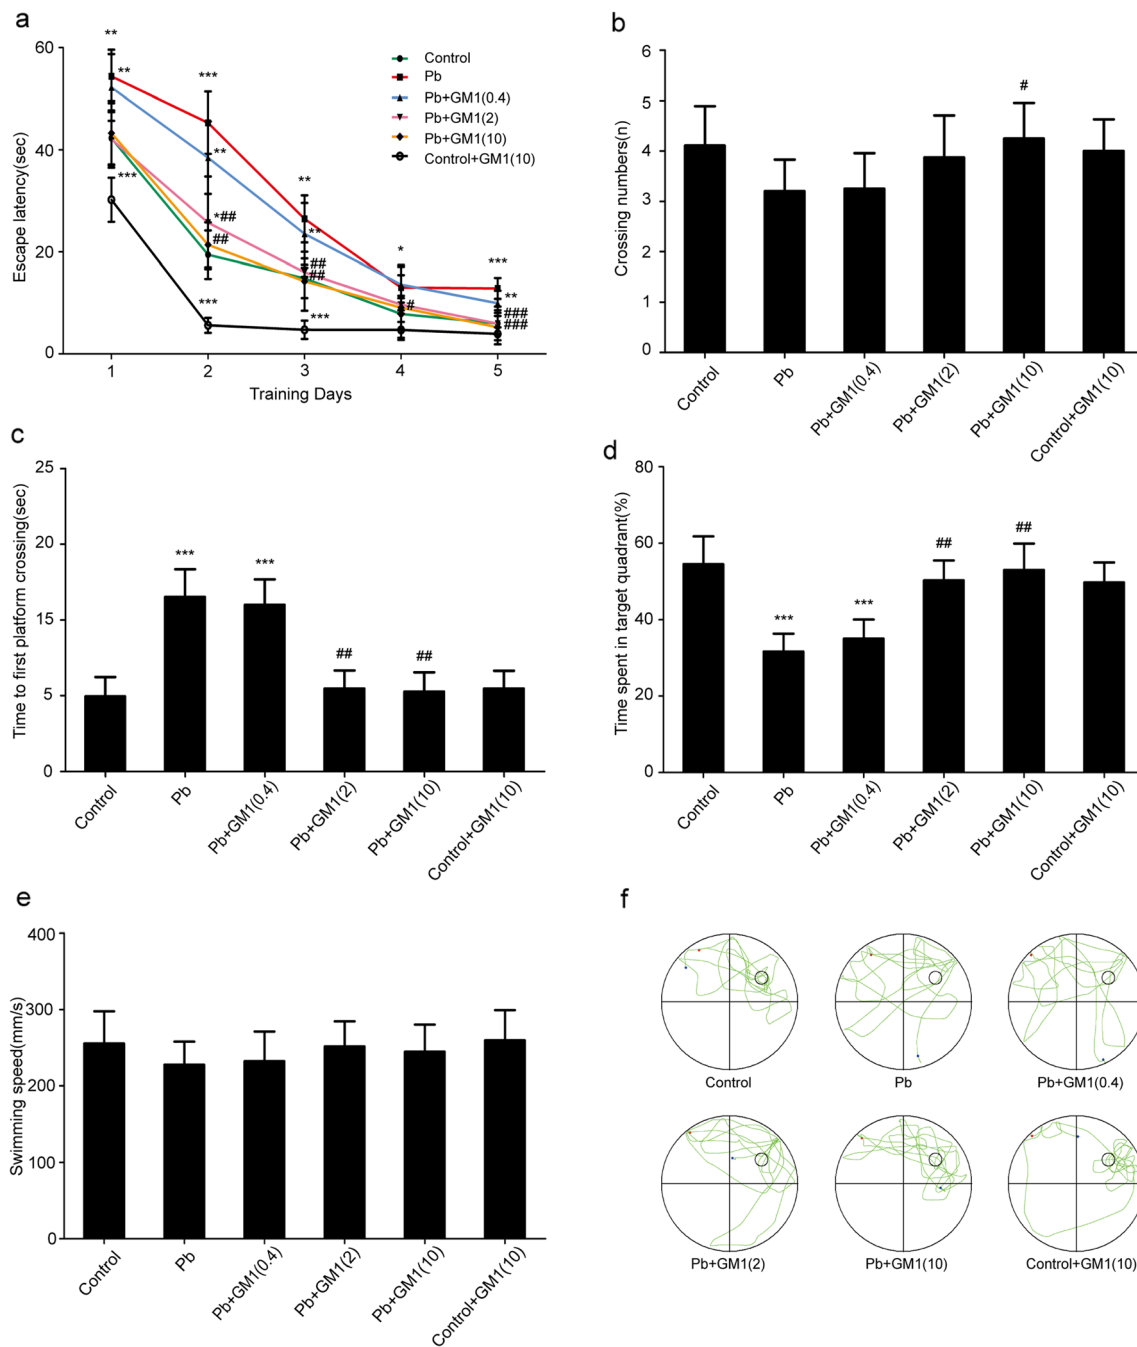 a
Escape latency(sec)
60
40
20
0
**
**
***
***
**
*##
##
***
**
**
##
##
***
*
#
***
**
###
###
Control
Pb
Pb+GM1(0.4)
Pb+GM1(2)
Pb+GM1(10)
Control+GM1(10)
1 2 3 4 5
Training Days
b
Crossing numbers(n)
6
5
4
3
2
1
0
#
Control
Pb
Pb+GM1(0.4)
Pb+GM1(2)
Pb+GM1(10)
Control+GM1(10)
c
Time to first platform crossing(sec)
25
20
15
5
0
***
***
##
##
Control
Pb
Pb+GM1(0.4)
Pb+GM1(2)
Pb+GM1(10)
Control+GM1(10)
d
Time spent in target quadrant(%)
80
60
40
20
0
***
***
##
##
Control
Pb
Pb+GM1(0.4)
Pb+GM1(2)
Pb+GM1(10)
Control+GM1(10)
e
Swimming speed(mm/s)
400
300
200
100
0
Control
Pb
Pb+GM1(0.4)
Pb+GM1(2)
Pb+GM1(10)
Control+GM1(10)
f
Control
Pb
Pb+GM1(0.4)
Pb+GM1(2)
Pb+GM1(10)
Control+GM1(10)